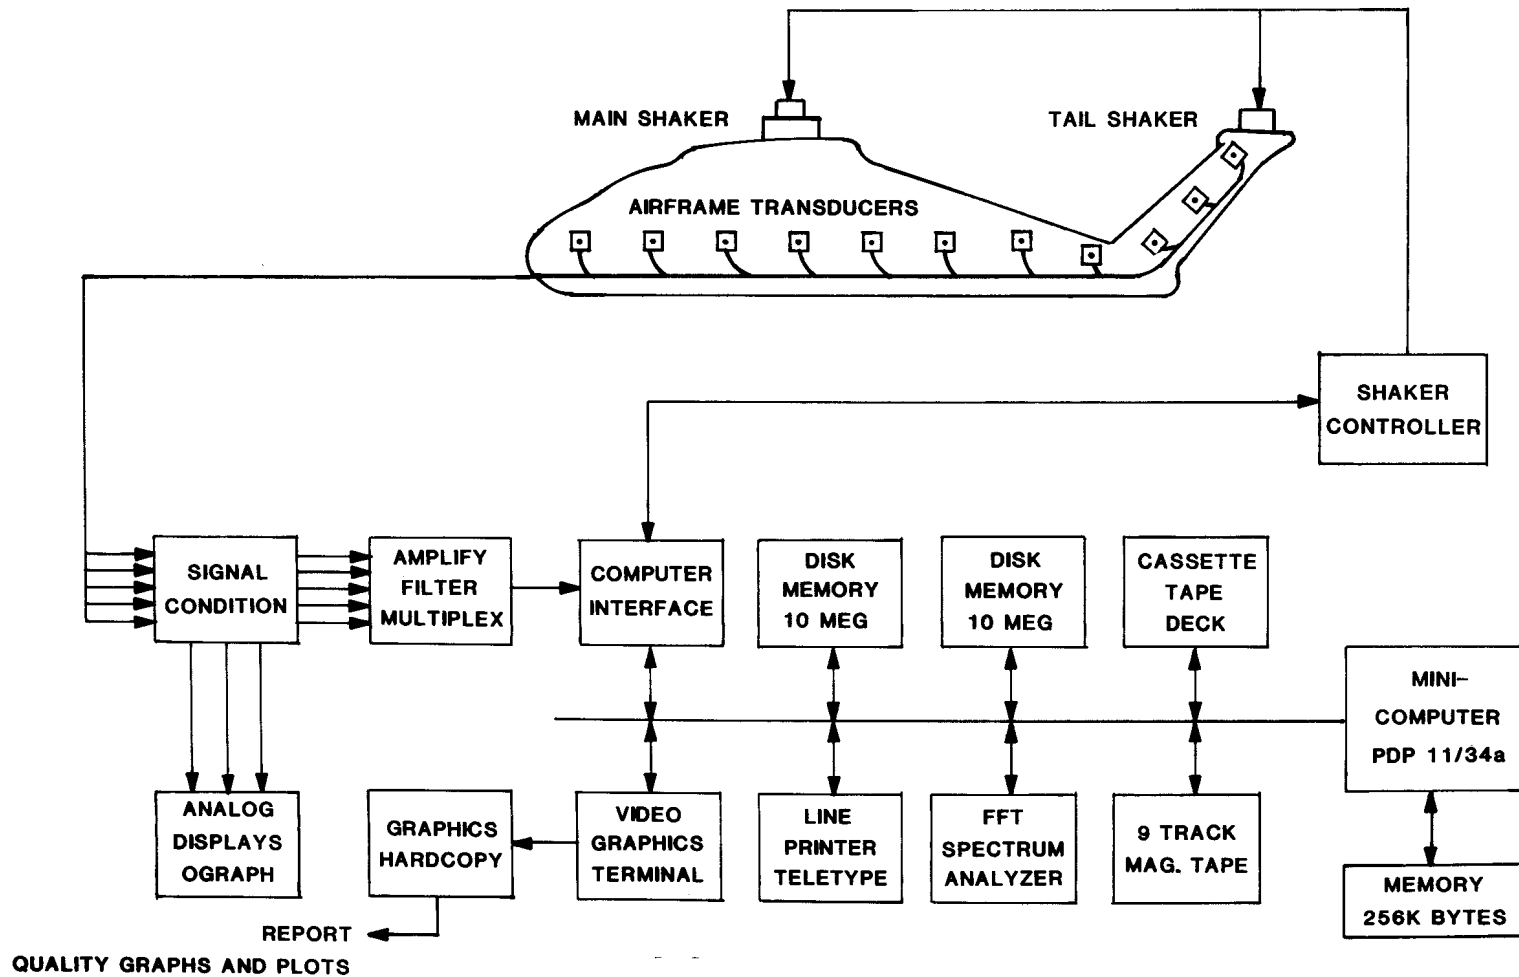 MAIN SHAKER
TAIL SHAKER
AIRFRAME TRANSDUCERS
SHAKER
CONTROLLER
SIGNAL
CONDITION
AMPLIFY
FILTER
MULTIPLEX
COMPUTER
INTERFACE
DISK
MEMORY
10 MEG
DISK
MEMORY
10 MEG
CASSETTE
TAPE
DECK
MINI-
COMPUTER
PDP 11/34a
ANALOG
DISPLAYS
OGRAPH
GRAPHICS
HARDCOPY
VIDEO
GRAPHICS
TERMINAL
LINE
PRINTER
TELETYPE
FFT
SPECTRUM
ANALYZER
9 TRACK
MAG. TAPE
MEMORY
256K BYTES
REPORT
QUALITY GRAPHS AND PLOTS